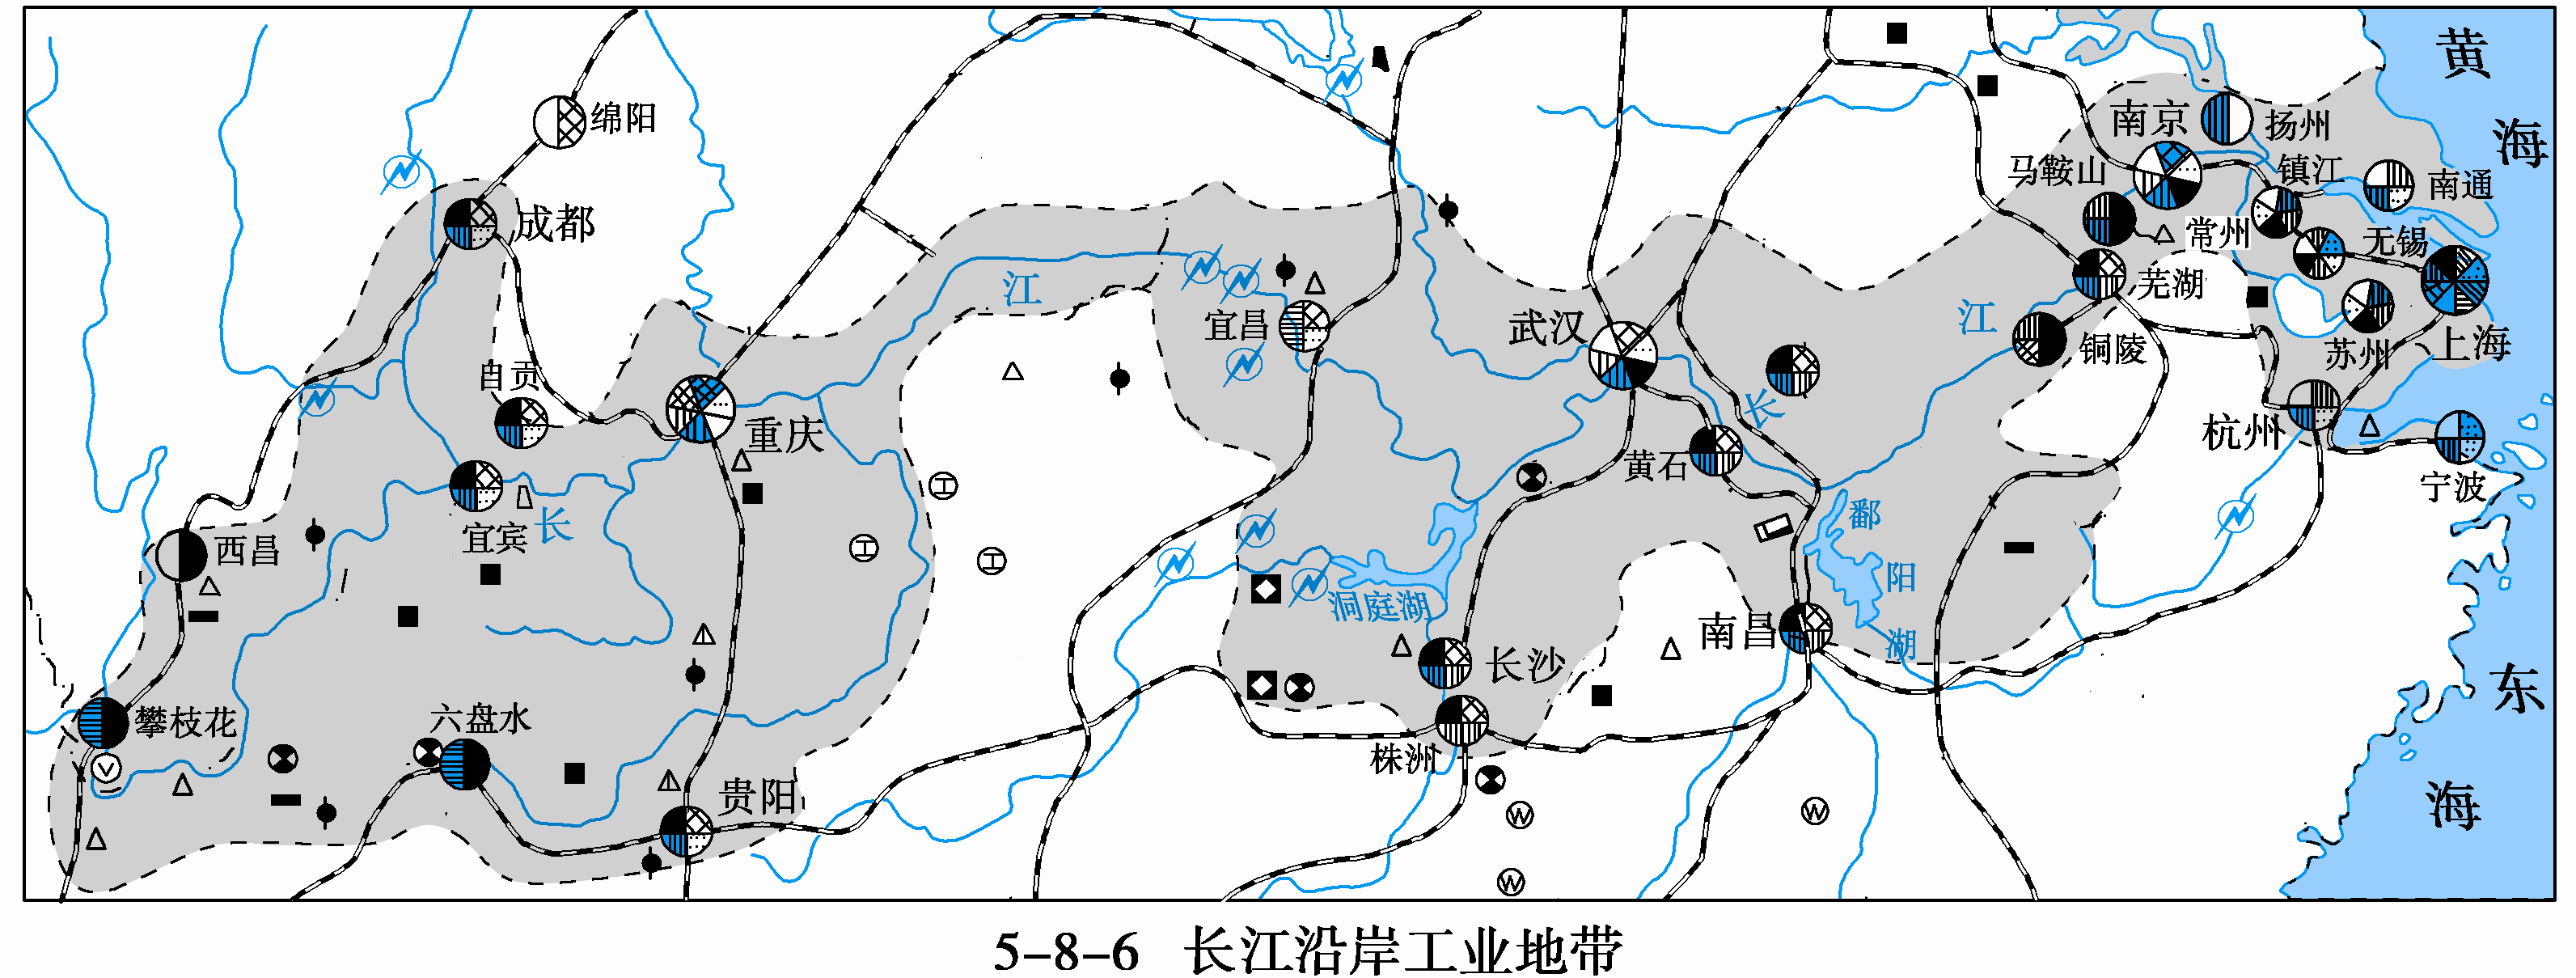 黄
海
南京
扬州
绵阳
马鞍山
镇江
南通
成都
常州
无锡
江
宜昌
武汉
江
芜湖
铜陵
苏州
上海
自贡
重庆
长
黄石
杭州
宁波
宜宾
长
西昌
鄱
阳
湖
洞庭湖
南昌
长沙
东
海
攀枝花
六盘水
株洲
贵阳
5-8-6 长江沿岸工业地带